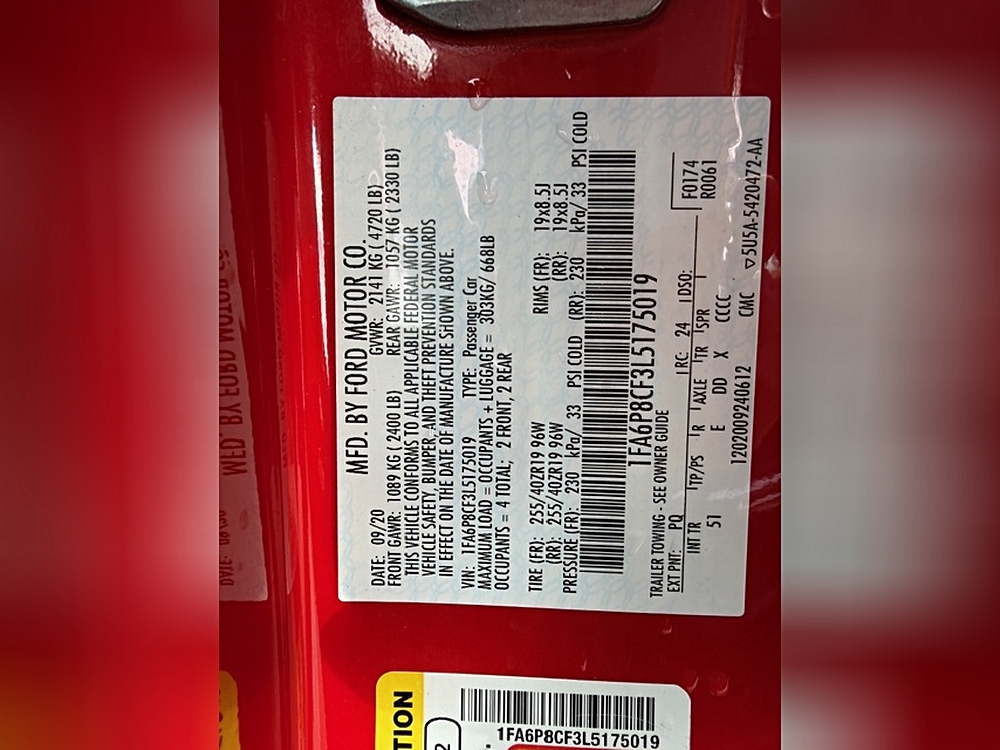 MFD. BY FORD MOTOR CO.
DATE: 09/20 GVWR: 2141 KG ( 4720 LB)
FRONT GAWR: 1089 KG (2400 LB) REAR GAWR: 1057 KG ( 2330 LB)
THIS VEHICLE CONFORMS TO ALL APPLICABLE FEDERAL MOTOR
VEHICLE SAFETY, BUMPER, AND THEFT PREVENTION STANDARDS
IN EFFECT ON THE DATE OF MANUFACTURE SHOWN ABOVE.
VIN: 1FA6P8CF3L5175019 TYPE: Passenger Car
MAXIMUM LOAD = OCCUPANTS + LUGGAGE = 303KG/ 668LB
OCCUPANTS = 4 TOTAL; 2 FRONT, 2 REAR
TIRE (FR): 255/40ZR19 96W RIMS (FR): 19x8.5J
(RR): 255/40ZR19 96W (RR): 19x8.5J
PRESSURE (FR): 230 kPa/ 33 PSI COLD (RR): 230 kPa/ 33 PSI COLD
1FA6P8CF3L5175019
TRAILER TOWING - SEE OWNER GUIDE
EXT PNT: PQ RC: 24 DSO: F0174
INT TR TP/PS R AXLE TR SPR R0061
51 E DD X CCCC
1202009240612 CMC ▽5U5A-5420472-AA
TION
2
1FA6P8CF3L5175019